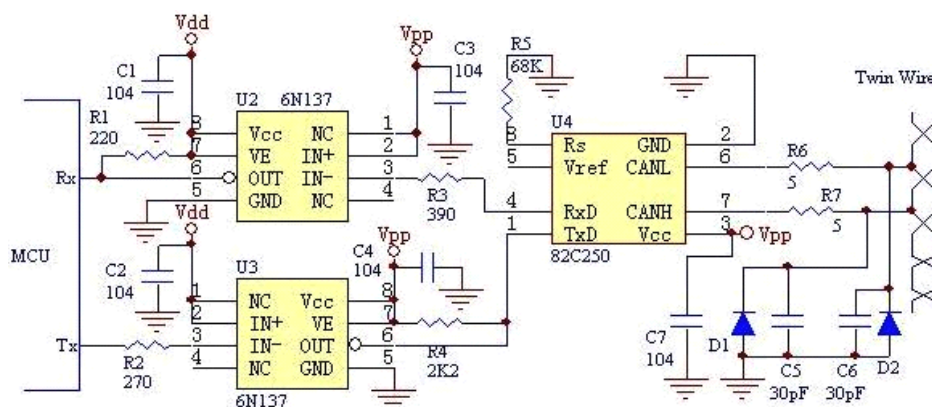 Vdd
Vpp
C1
104
C3
104
R5
68K
Twin Wire
R1
220
U2 6N137
U4
8 Vcc NC 1
7 VE IN+ 2
6 OUT IN- 3
5 GND NC 4
Rx
R3
390
8 Rs GND 2
5 Vref CANL 6
4 RxD CANH 7
1 TxD Vcc 3
82C250
R6
5
R7
5
Vpp
Vdd
Vpp
MCU
C2
104
C4
104
U3
1 NC Vcc 8
2 IN+ VE 7
3 IN- OUT 6
4 NC GND 5
6N137
Tx
R2
270
R4
2K2
C7
104
D1
C5
30pF
C6
30pF
D2